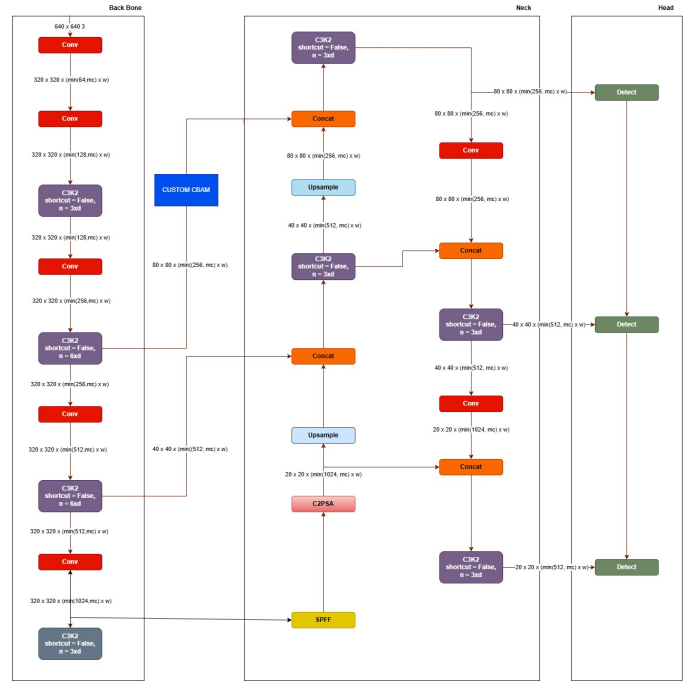 Back Bone
640 x 640 3
Conv
320 x 320 x (min(64,mc) x w)
Conv
320 x 320 x (min(128,mc) x w)
C3K2
shortcut = False,
n = 3xd
320 x 320 x (min(128,mc) x w)
Conv
320 x 320 x (min(256,mc) x w)
C3K2
shortcut = False,
n = 6xd
320 x 320 x (min(256,mc) x w)
Conv
320 x 320 x (min(512,mc) x w)
C3K2
shortcut = False,
n = 6xd
320 x 320 x (min(512,mc) x w)
Conv
320 x 320 x (min(1024,mc) x w)
C3K2
shortcut = False,
n = 3xd
CUSTOM CBAM
80 x 80 x (min((256, mc) x w)
40 x 40 x (min((512, mc) x w)
Neck
C3K2
shortcut = False,
n = 3xd
Concat
80 x 80 x (min(256, mc) x w)
Upsample
40 x 40 x (min(512, mc) x w)
C3K2
shortcut = False,
n = 3xd
Concat
Upsample
20 x 20 x (min(1024, mc) x w)
C2PSA
SPFF
80 x 80 x (min(256, mc) x w)
80 x 80 x (min(256, mc) x w)
Conv
80 x 80 x (min(256, mc) x w)
Concat
C3K2
shortcut = False,
n = 3xd
40 x 40 x (min(512, mc) x w)
40 x 40 x (min(512, mc) x w)
Conv
20 x 20 x (min(1024, mc) x w)
Concat
C3K2
shortcut = False,
n = 3xd
20 x 20 x (min(512, mc) x w)
Head
Detect
Detect
Detect